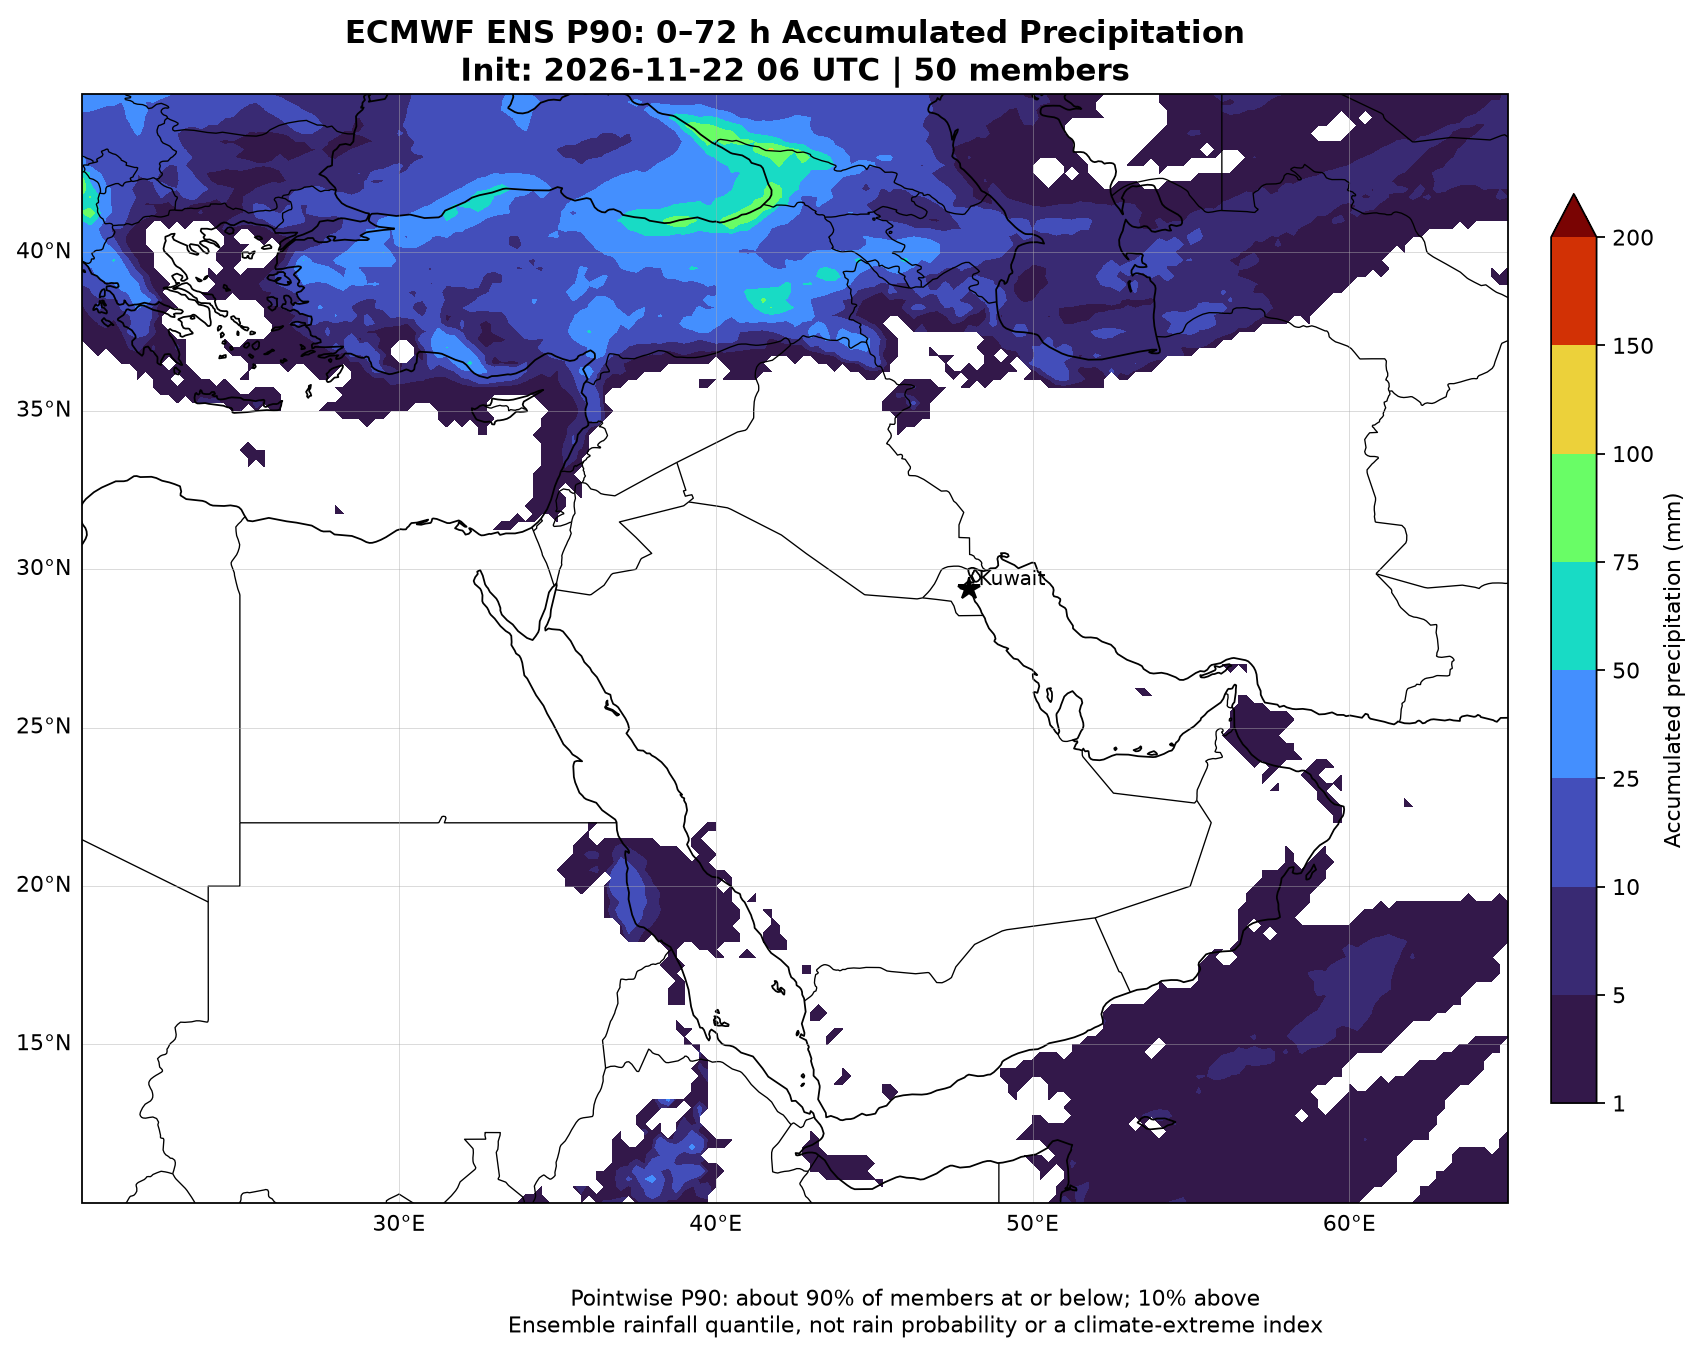 ECMWF ENS P90: 0–72 h Accumulated Precipitation
Init: 2026-11-22 06 UTC | 50 members
40°N
35°N
30°N
25°N
20°N
15°N
Kuwait
30°E
40°E
50°E
60°E
200
150
100
75
50
25
10
5
1
Accumulated precipitation (mm)
Pointwise P90: about 90% of members at or below; 10% above
Ensemble rainfall quantile, not rain probability or a climate-extreme index